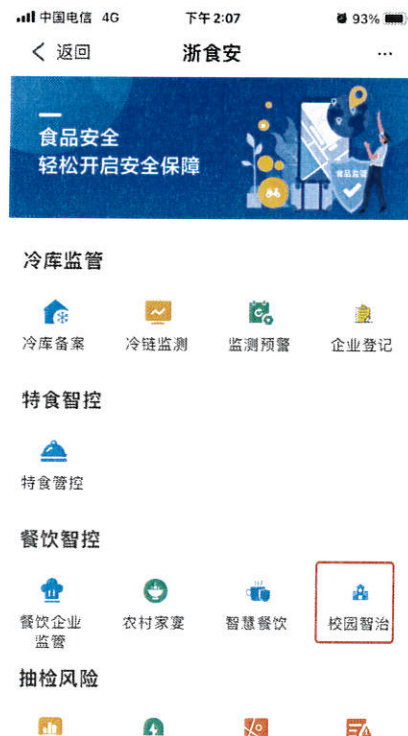 中国电信 4G 下午2:07 93%
返回 浙食安 ...
食品安全
轻松开启安全保障
食品监管
冷库监管
冷库备案 冷链监测 监测预警 企业登记
特食智控
特食管控
餐饮智控
餐饮企业
监管
农村家宴 智慧餐饮 校园智治
抽检风险